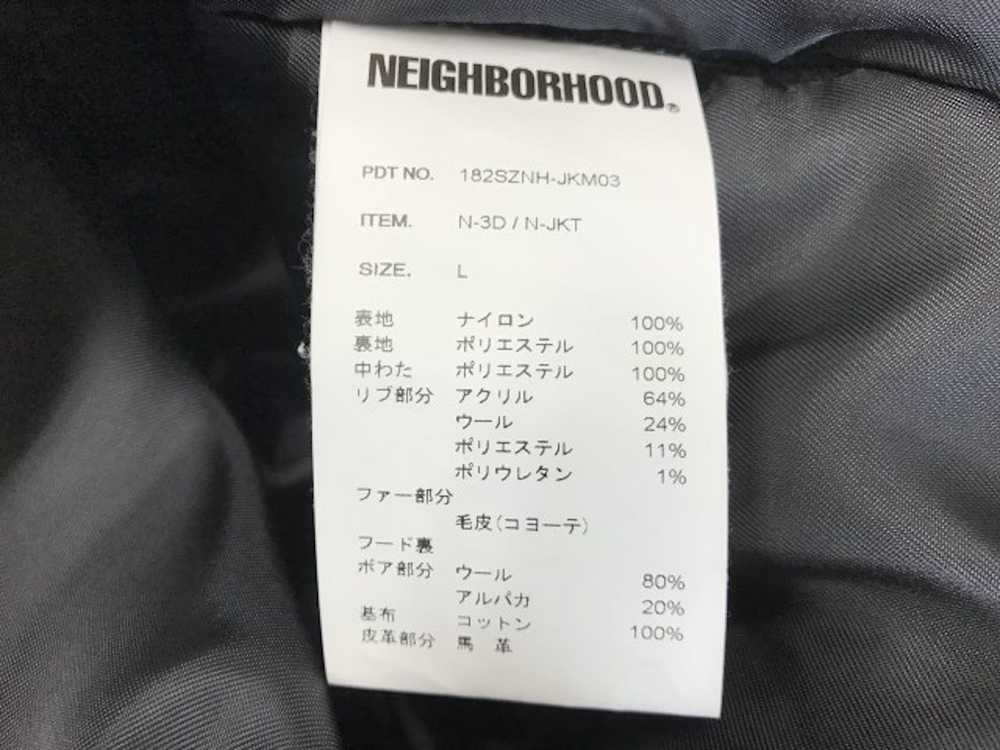 NEIGHBORHOOD®
PDT NO. 182SZNH-JKM03
ITEM. N-3D / N-JKT
SIZE. L
表地 ナイロン 100%
裏地 ポリエステル 100%
中わた ポリエステル 100%
リブ部分 アクリル 64%
ウール 24%
ポリエステル 11%
ポリウレタン 1%
ファー部分
毛皮(コヨーテ)
フード裏
ボア部分 ウール 80%
アルパカ 20%
基布 コットン 100%
皮革部分 馬 革